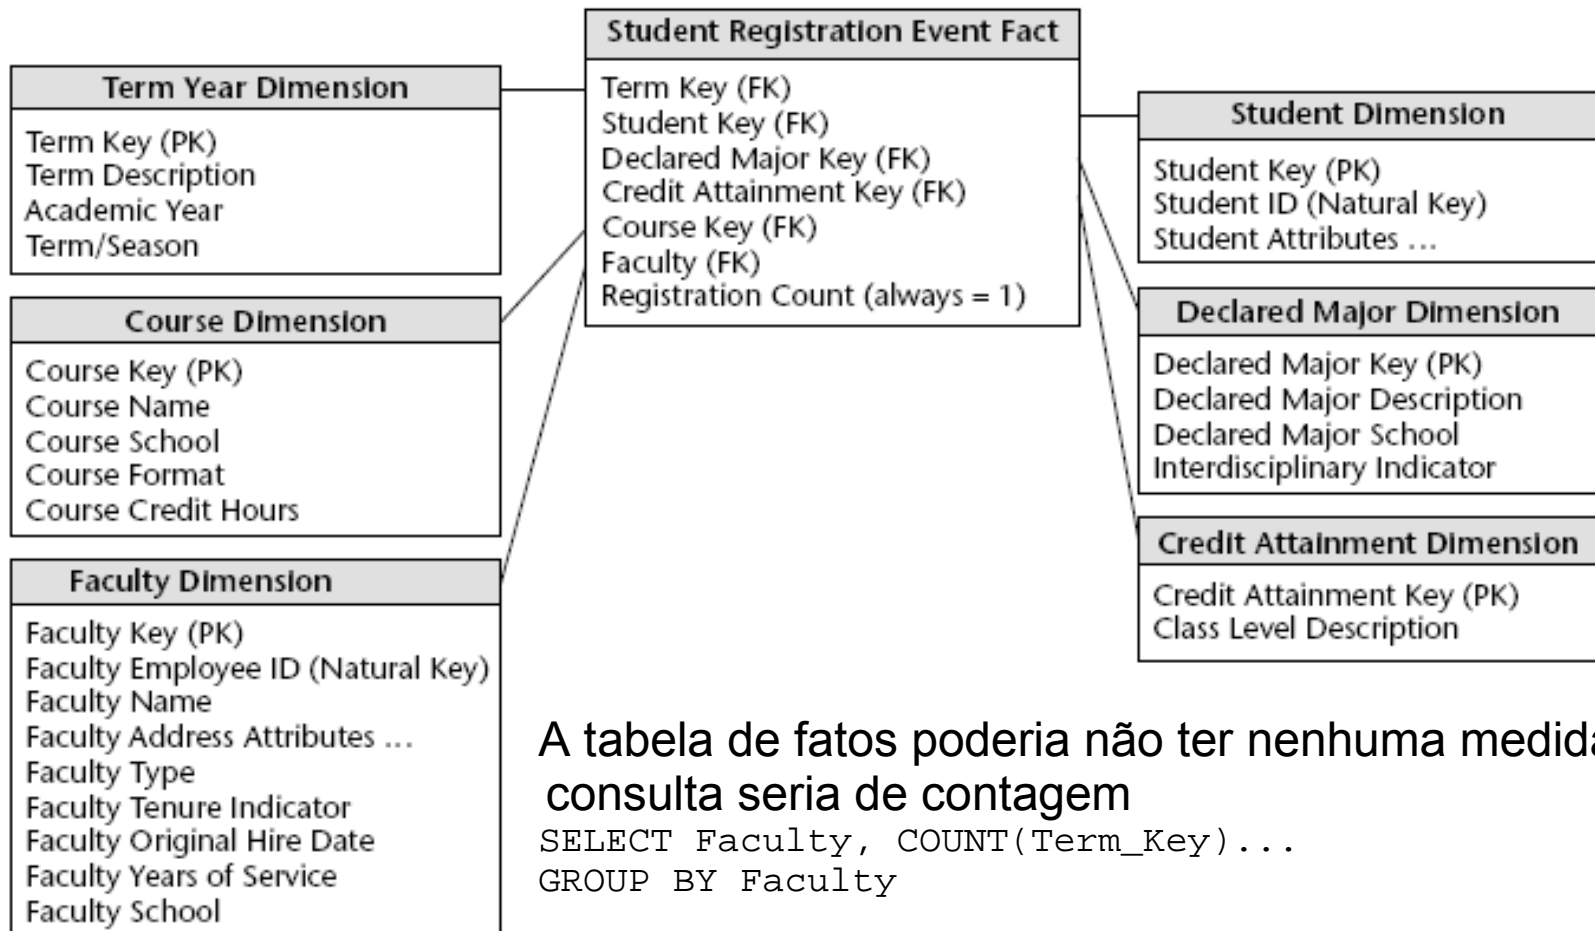 Student Registration Event Fact
Term Key (FK)
Student Key (FK)
Declared Major Key (FK)
Credit Attainment Key (FK)
Course Key (FK)
Faculty (FK)
Registration Count (always = 1)
Term Year Dimension
Term Key (PK)
Term Description
Academic Year
Term/Season
Course Dimension
Course Key (PK)
Course Name
Course School
Course Format
Course Credit Hours
Faculty Dimension
Faculty Key (PK)
Faculty Employee ID (Natural Key)
Faculty Name
Faculty Address Attributes ...
Faculty Type
Faculty Tenure Indicator
Faculty Original Hire Date
Faculty Years of Service
Faculty School
Student Dimension
Student Key (PK)
Student ID (Natural Key)
Student Attributes ...
Declared Major Dimension
Declared Major Key (PK)
Declared Major Description
Declared Major School
Interdisciplinary Indicator
Credit Attainment Dimension
Credit Attainment Key (PK)
Class Level Description
A tabela de fatos poderia não ter nenhuma medida
consulta seria de contagem
SELECT Faculty, COUNT(Term_Key)...
GROUP BY Faculty